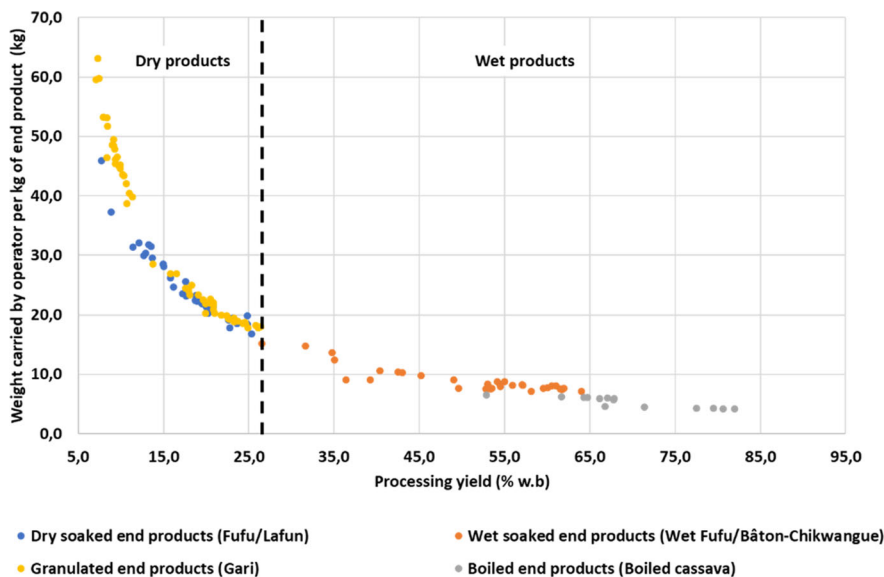 Weight carried by operator per kg of end product  (kg)
70,0
60,0
50,0
40,0
30,0
20,0
10,0
0,0
Dry products
Wet products
5,0 15,0 25,0 35,0 45,0 55,0 65,0 75,0 85,0 95,0
Processing yield (% w.b)
Dry soaked end products (Fufu/Lafun)
Wet soaked end products (Wet Fufu/Bâton-Chikwangue)
Granulated end products (Gari)
Boiled end products (Boiled cassava)